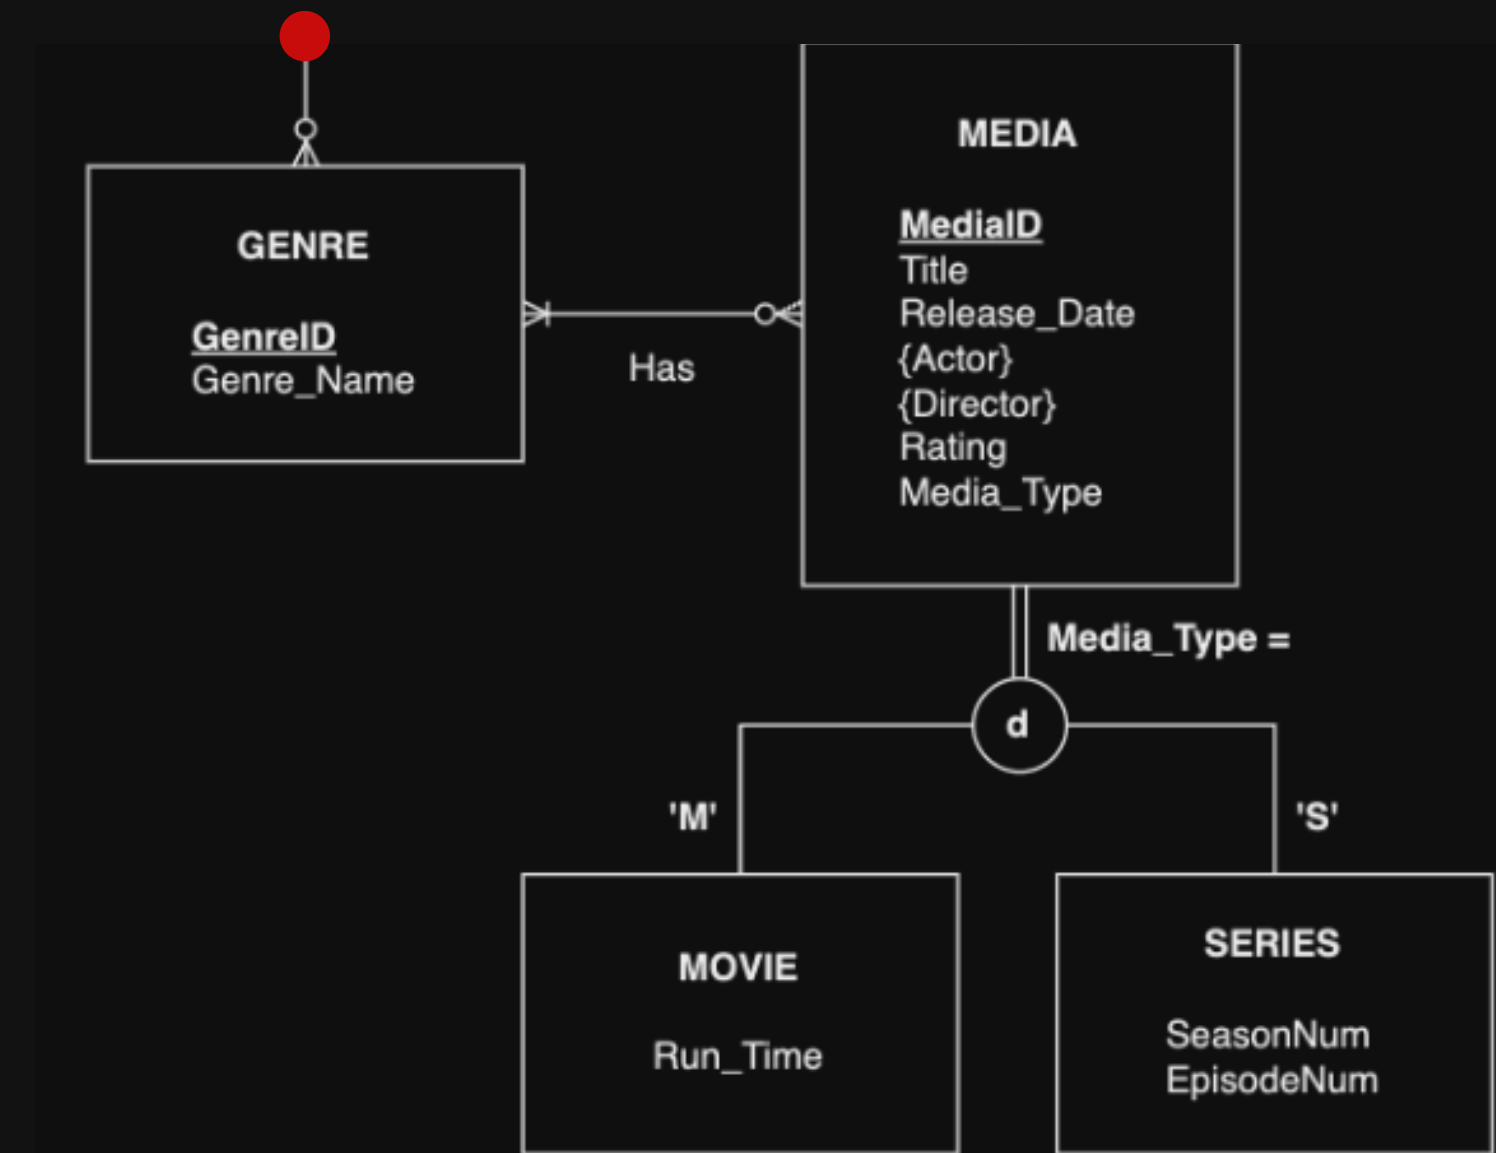 MEDIA
MediaID
Title
Release_Date
{Actor}
{Director}
Rating
Media_Type
GENRE
GenreID
Genre_Name
Has
Media_Type =
d
'M'
'S'
MOVIE
Run_Time
SERIES
SeasonNum
EpisodeNum